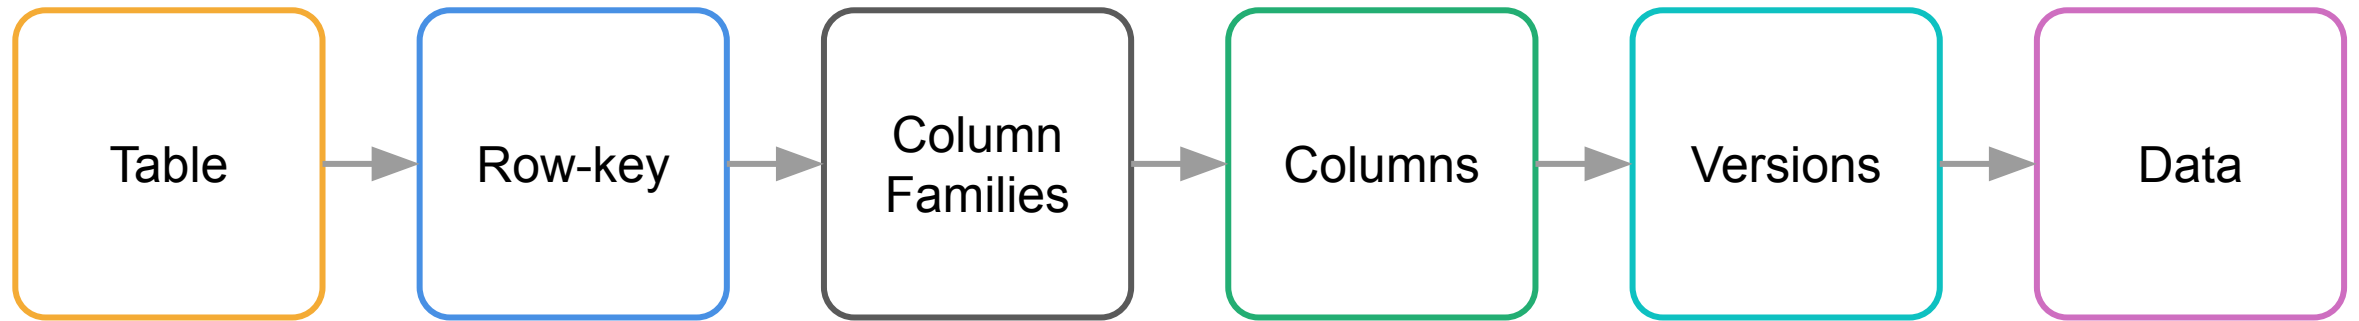 Table
Row-key
Column
Families
Columns
Versions
Data